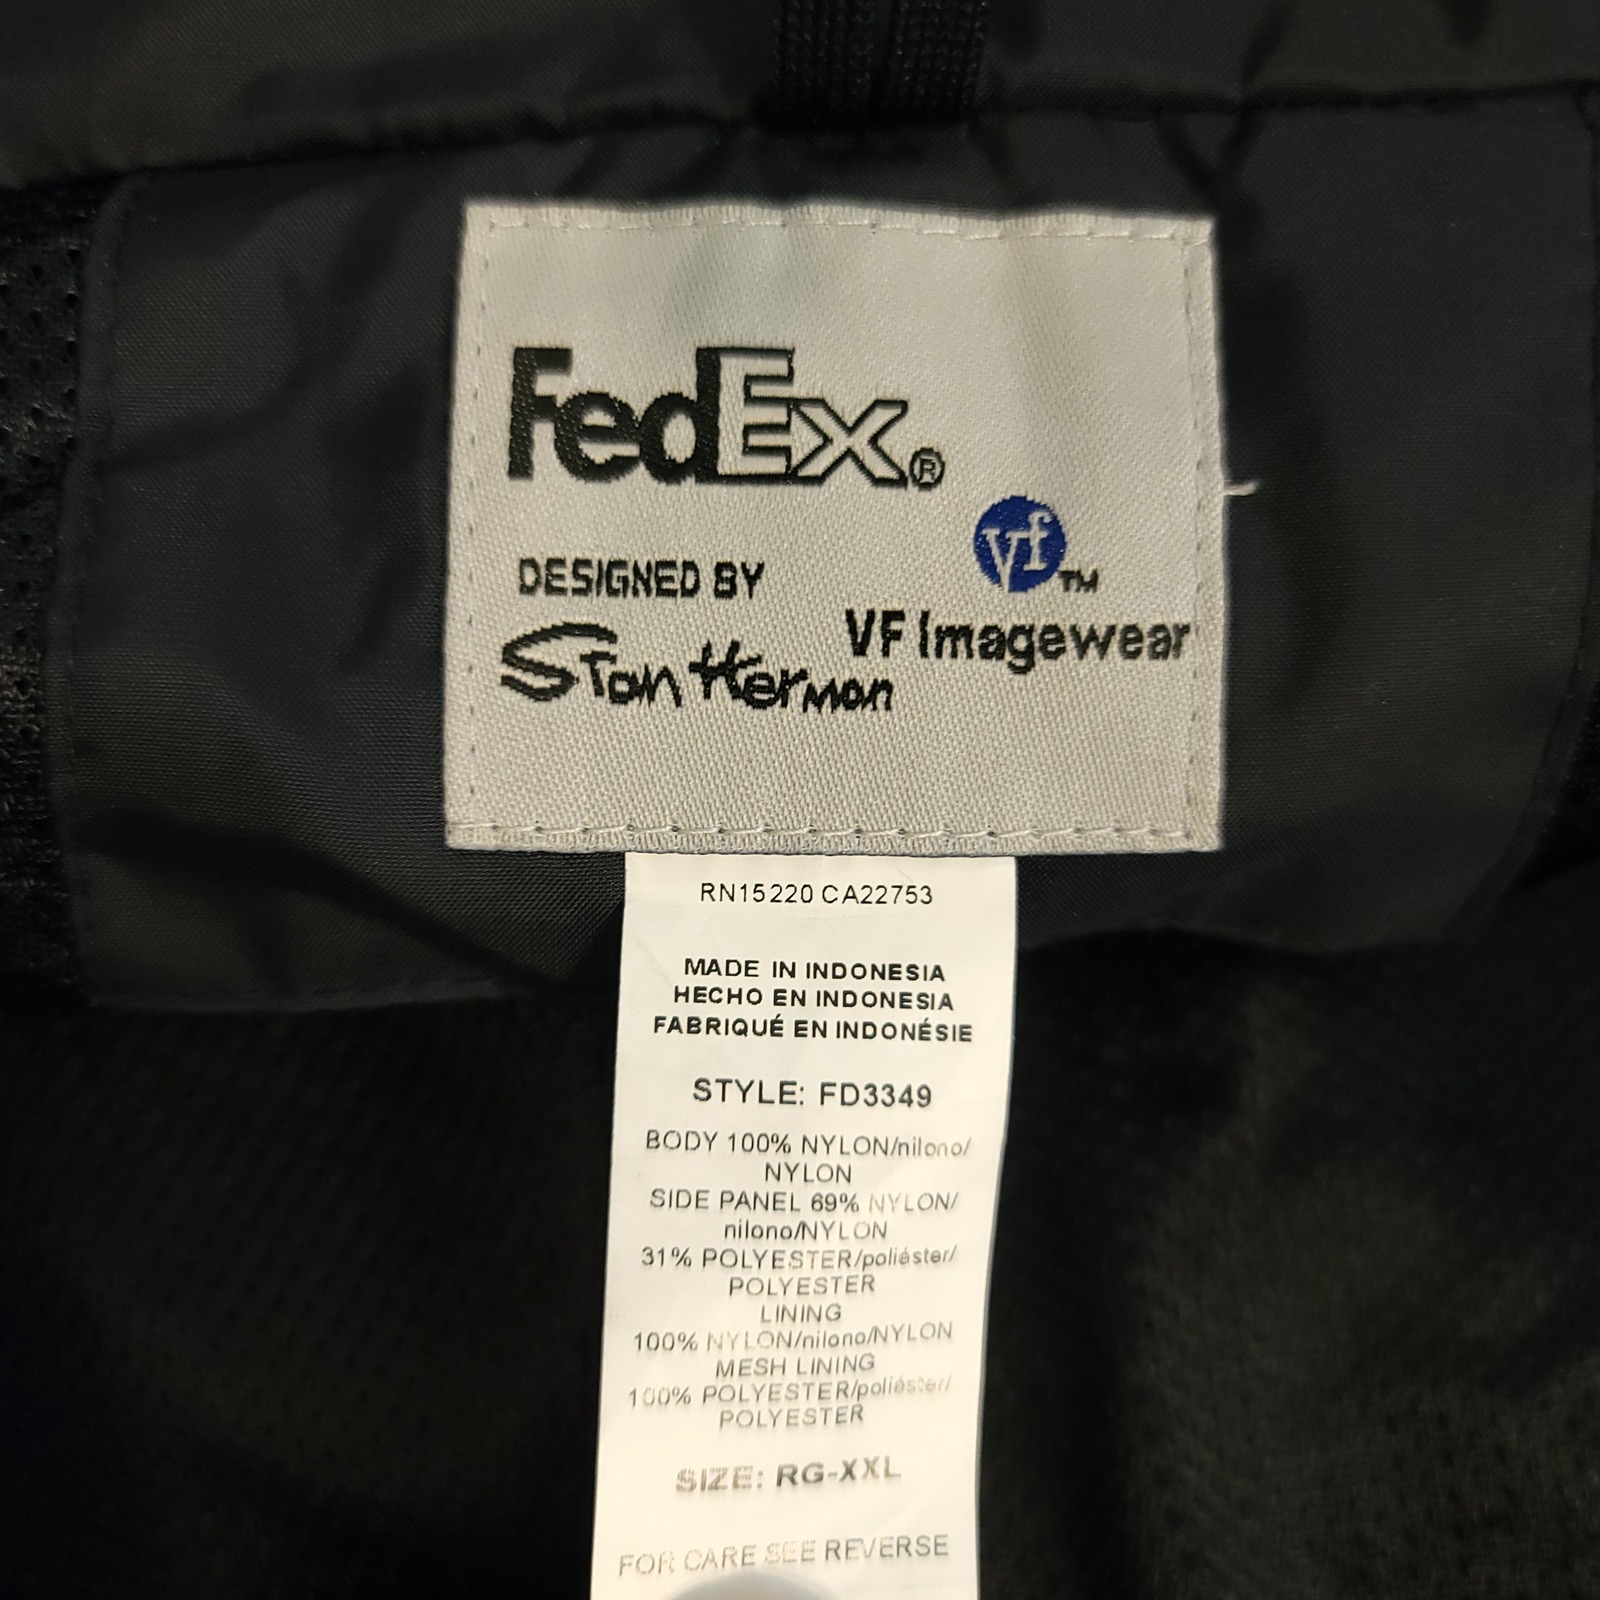 FedEx®
vf™
DESIGNED BY
VF Imagewear
Stan Herman
RN15220 CA22753
MADE IN INDONESIA
HECHO EN INDONESIA
FABRIQUÉ EN INDONÉSIE
STYLE: FD3349
BODY 100% NYLON/nilono/
NYLON
SIDE PANEL 69% NYLON/
nilono/NYLON
31% POLYESTER/poliéster/
POLYESTER
LINING
100% NYLON/nilono/NYLON
MESH LINING
100% POLYESTER/poliéster/
POLYESTER
SIZE: RG-XXL
FOR CARE SEE REVERSE